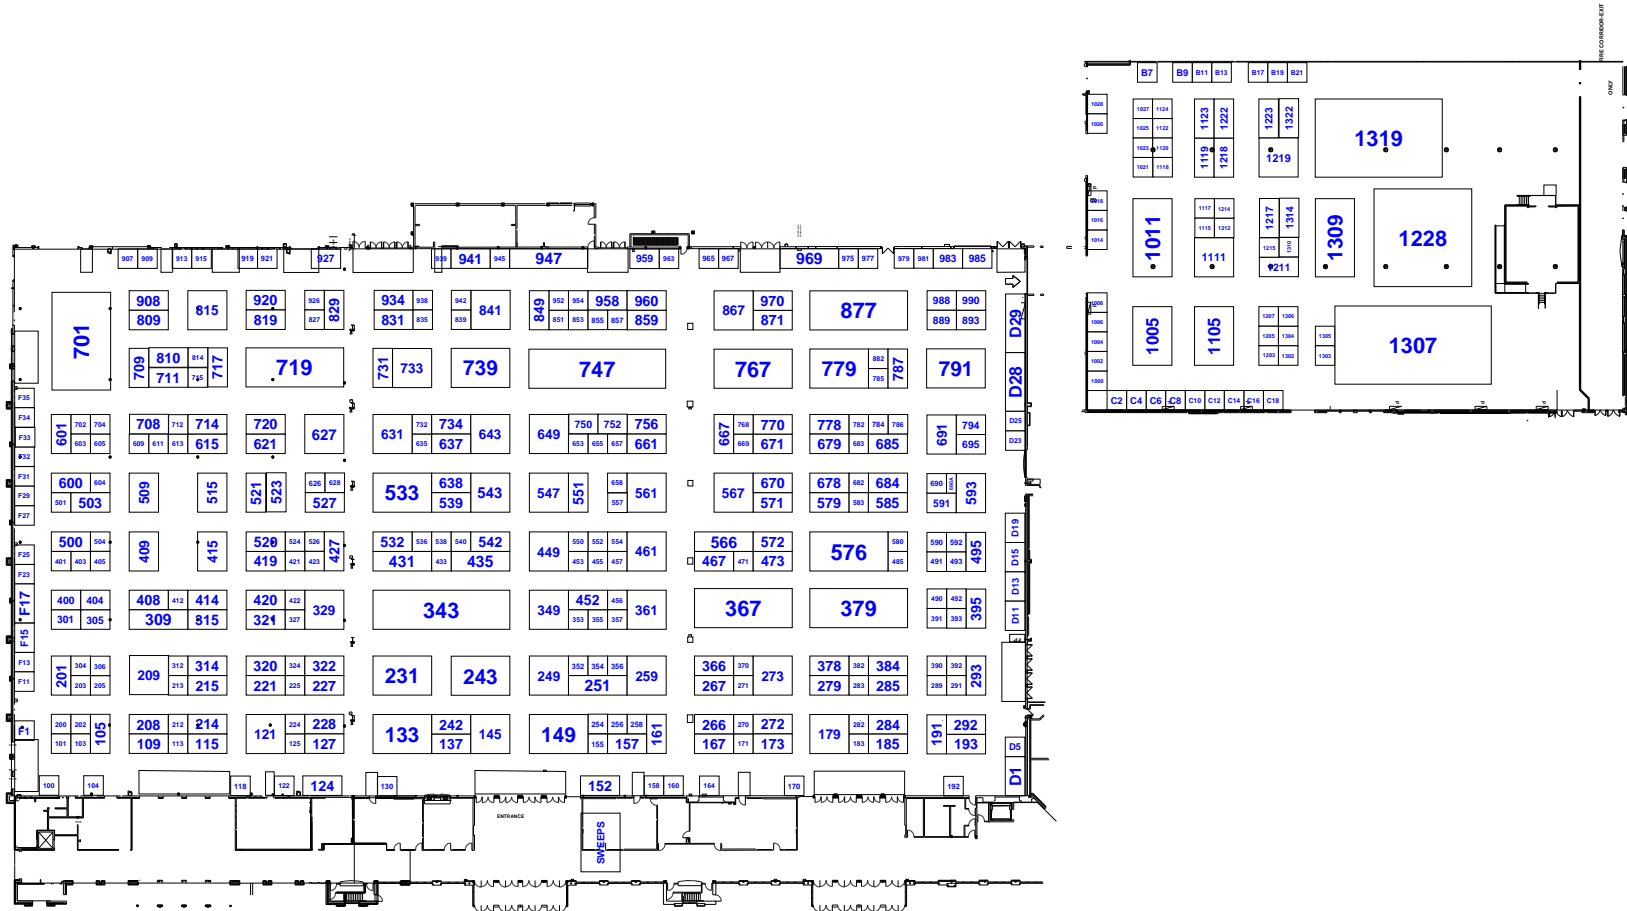 FIRE CORRIDOR-EXIT
ONLY
B7 B9 B11 B13 B17 B19 B21
1028 1027 1124 1123 1222 1223 1322 1319
1026 1025 1122
1023 1120 1119 1218 1219
1021 1118
1018 1011 1117 1214 1217 1314 1309 1228
1016 1115 1212
1014 1111 1215 1310
1211
1008 1005 1105 1207 1306 1307
1006
1004 1205 1304 1305
1002 1203 1302 1303
1000
C2 C4 C6 C8 C10 C12 C14 C16 C18
907 909 913 915 919 921 927 939 941 945 947 959 963 965 967 969 975 977 979 981 983 985
701 908 815 920 926 829 934 938 942 841 849 952 954 958 960 867 970 877 988 990 D29
809 819 827 831 835 839 851 853 855 857 859 871 889 893
709 810 814 717 719 731 733 739 747 767 779 882 787 791 D28
711 715 785
F35
F34 601 702 704 708 712 714 720 627 631 732 734 643 649 750 752 756 667 768 770 778 782 784 786 691 794 D25
F33 603 605 609 611 613 615 621 635 637 653 655 657 661 669 671 679 683 685 695 D23
F32
F31 600 604 509 515 521 523 626 628 533 638 543 547 551 658 561 567 670 678 682 684 690 593
F29 501 503 527 539 557 571 579 583 585 591
F27 D19
F25 500 504 409 415 520 524 526 427 532 536 538 540 542 449 550 552 554 461 566 572 576 580 590 592 495 D15
401 403 405 419 421 423 431 433 435 453 455 457 467 471 473 485 491 493
F23 D13
F17 400 404 408 412 414 420 422 329 343 349 452 456 361 367 379 490 492 395 D11
301 305 309 315 321 327 353 355 357 391 393
F15
F13 201 304 306 209 312 314 320 324 322 231 243 249 352 354 356 259 366 370 273 378 382 384 390 392 293
F11 203 205 213 215 221 225 227 251 267 271 279 283 285 289 291
F1 200 202 105 208 212 214 121 224 228 133 242 145 149 254 256 258 161 266 270 272 179 282 284 191 292
101 103 109 113 115 125 127 137 155 157 167 171 173 183 185 193 D5
100 104 118 122 124 130 152 158 160 164 170 192 D1
ENTRANCE
SWEEPS